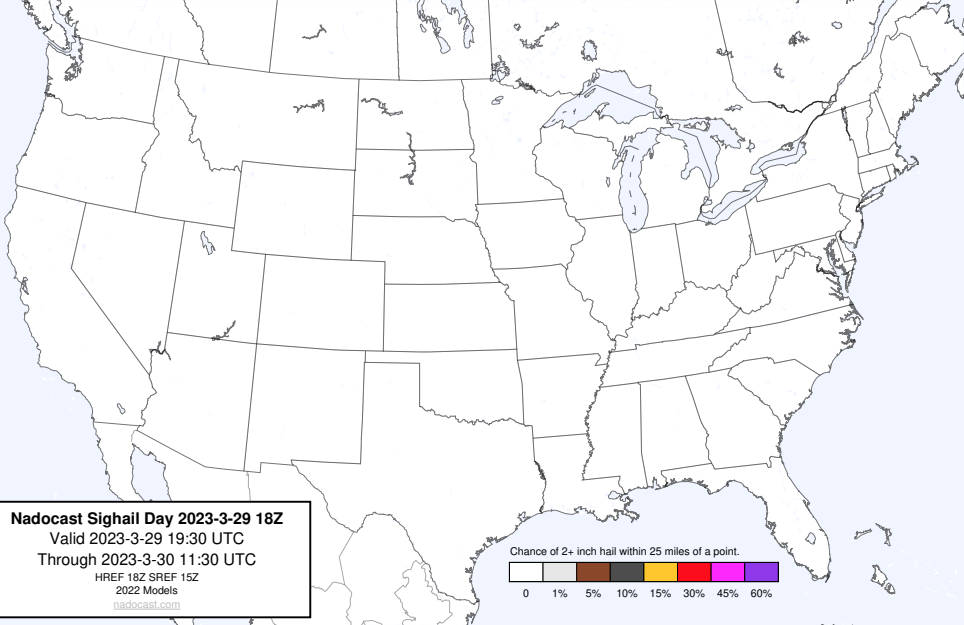 Nadocast Sighail Day 2023-3-29 18Z
Valid 2023-3-29 19:30 UTC
Through 2023-3-30 11:30 UTC
HREF 18Z SREF 15Z
2022 Models
nadocast.com
Chance of 2+ inch hail within 25 miles of a point.
0 1% 5% 10% 15% 30% 45% 60%